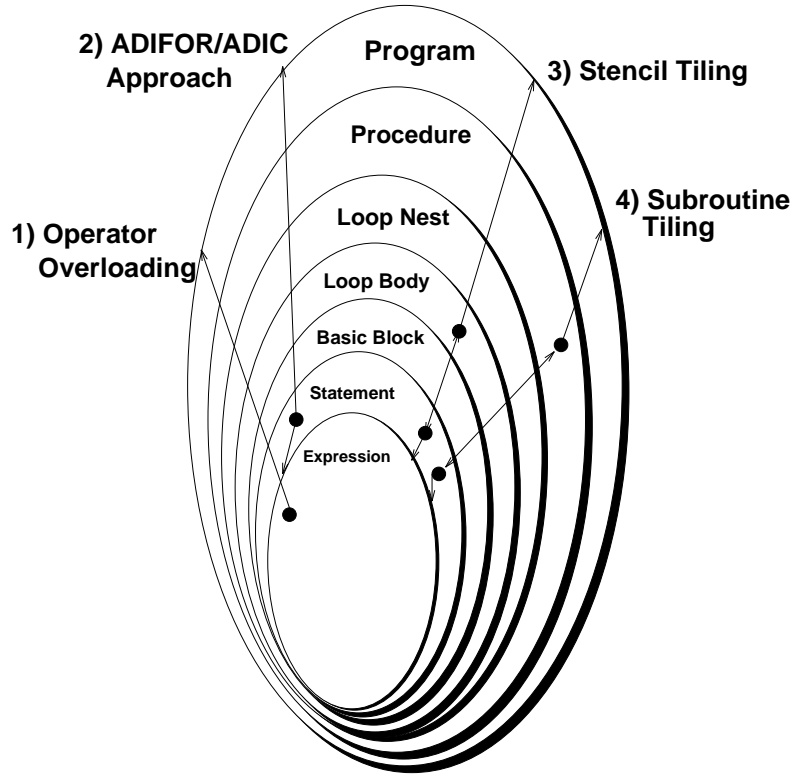 2) ADIFOR/ADIC
Approach
Program
3) Stencil Tiling
Procedure
4) Subroutine
Tiling
1) Operator
Overloading
Loop Nest
Loop Body
Basic Block
Statement
Expression